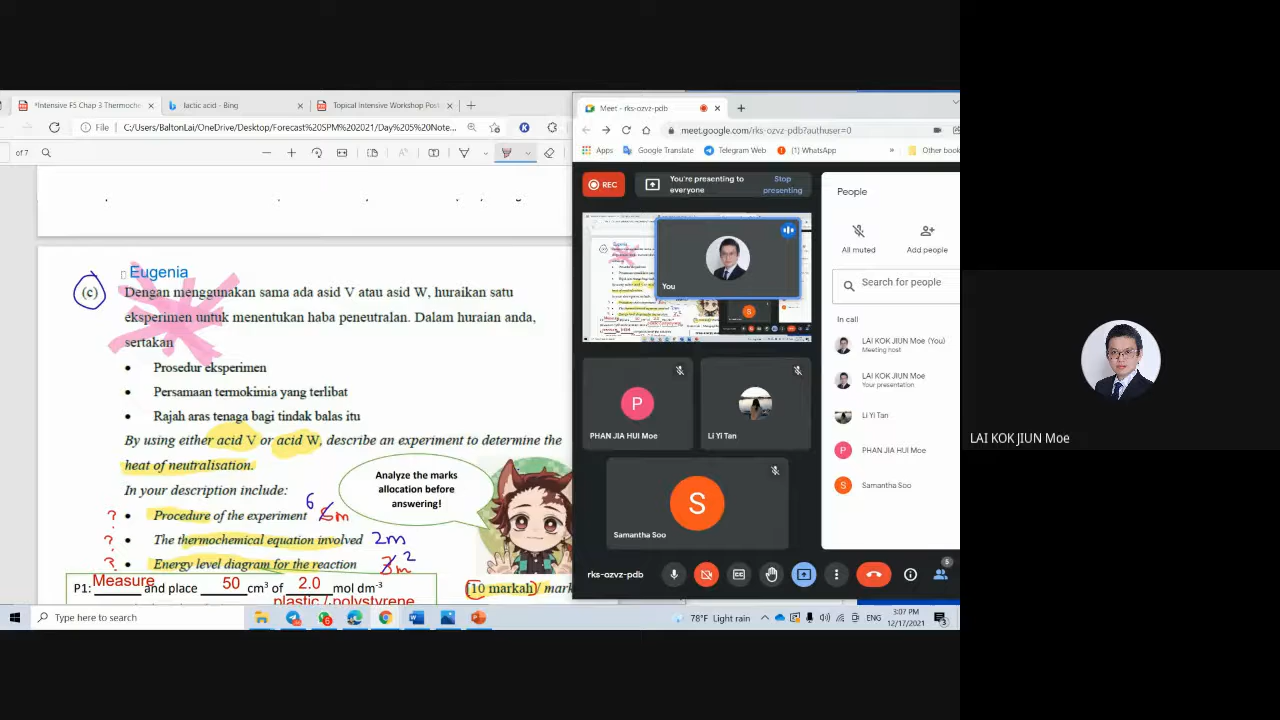 *Intensive F5 Chap 3 Thermoche
lactic acid - Bing
Topical Intensive Workshop Post
File
C:/Users/BaltonLai/OneDrive/Desktop/Forecast%20SPM%202021/Day%205%20Note...
of 7
Eugenia
(c)
Dengan menggunakan sama ada asid V atau asid W, huraikan satu
eksperimen untuk menentukan haba peneutralan. Dalam huraian anda,
sertakan
• Prosedur eksperimen
• Persamaan termokimia yang terlibat
• Rajah aras tenaga bagi tindak balas itu
By using either acid V or acid W, describe an experiment to determine the
heat of neutralisation.
In your description include:
? • Procedure of the experiment 6m
? • The thermochemical equation involved 2m
? • Energy level diagram for the reaction 2
Analyze the marks
allocation before
answering!
P1: Measure and place 50 cm³ of 2.0 mol dm⁻³
plastic / polystyrene
(10 markah) / mark
Type here to search
Meet - rks-ozvz-pdb
meet.google.com/rks-ozvz-pdb?authuser=0
Apps
Google Translate
Telegram Web
(1) WhatsApp
»
Other book
REC
You're presenting to
everyone
Stop
presenting
You
P
PHAN JIA HUI Moe
Li Yi Tan
S
Samantha Soo
rks-ozvz-pdb
People
All muted
Add people
Search for people
In call
LAI KOK JIUN Moe (You)
Meeting host
LAI KOK JIUN Moe
Your presentation
Li Yi Tan
P
PHAN JIA HUI Moe
S
Samantha Soo
5
78°F Light rain
ENG
3:07 PM
12/17/2021
3
LAI KOK JIUN Moe